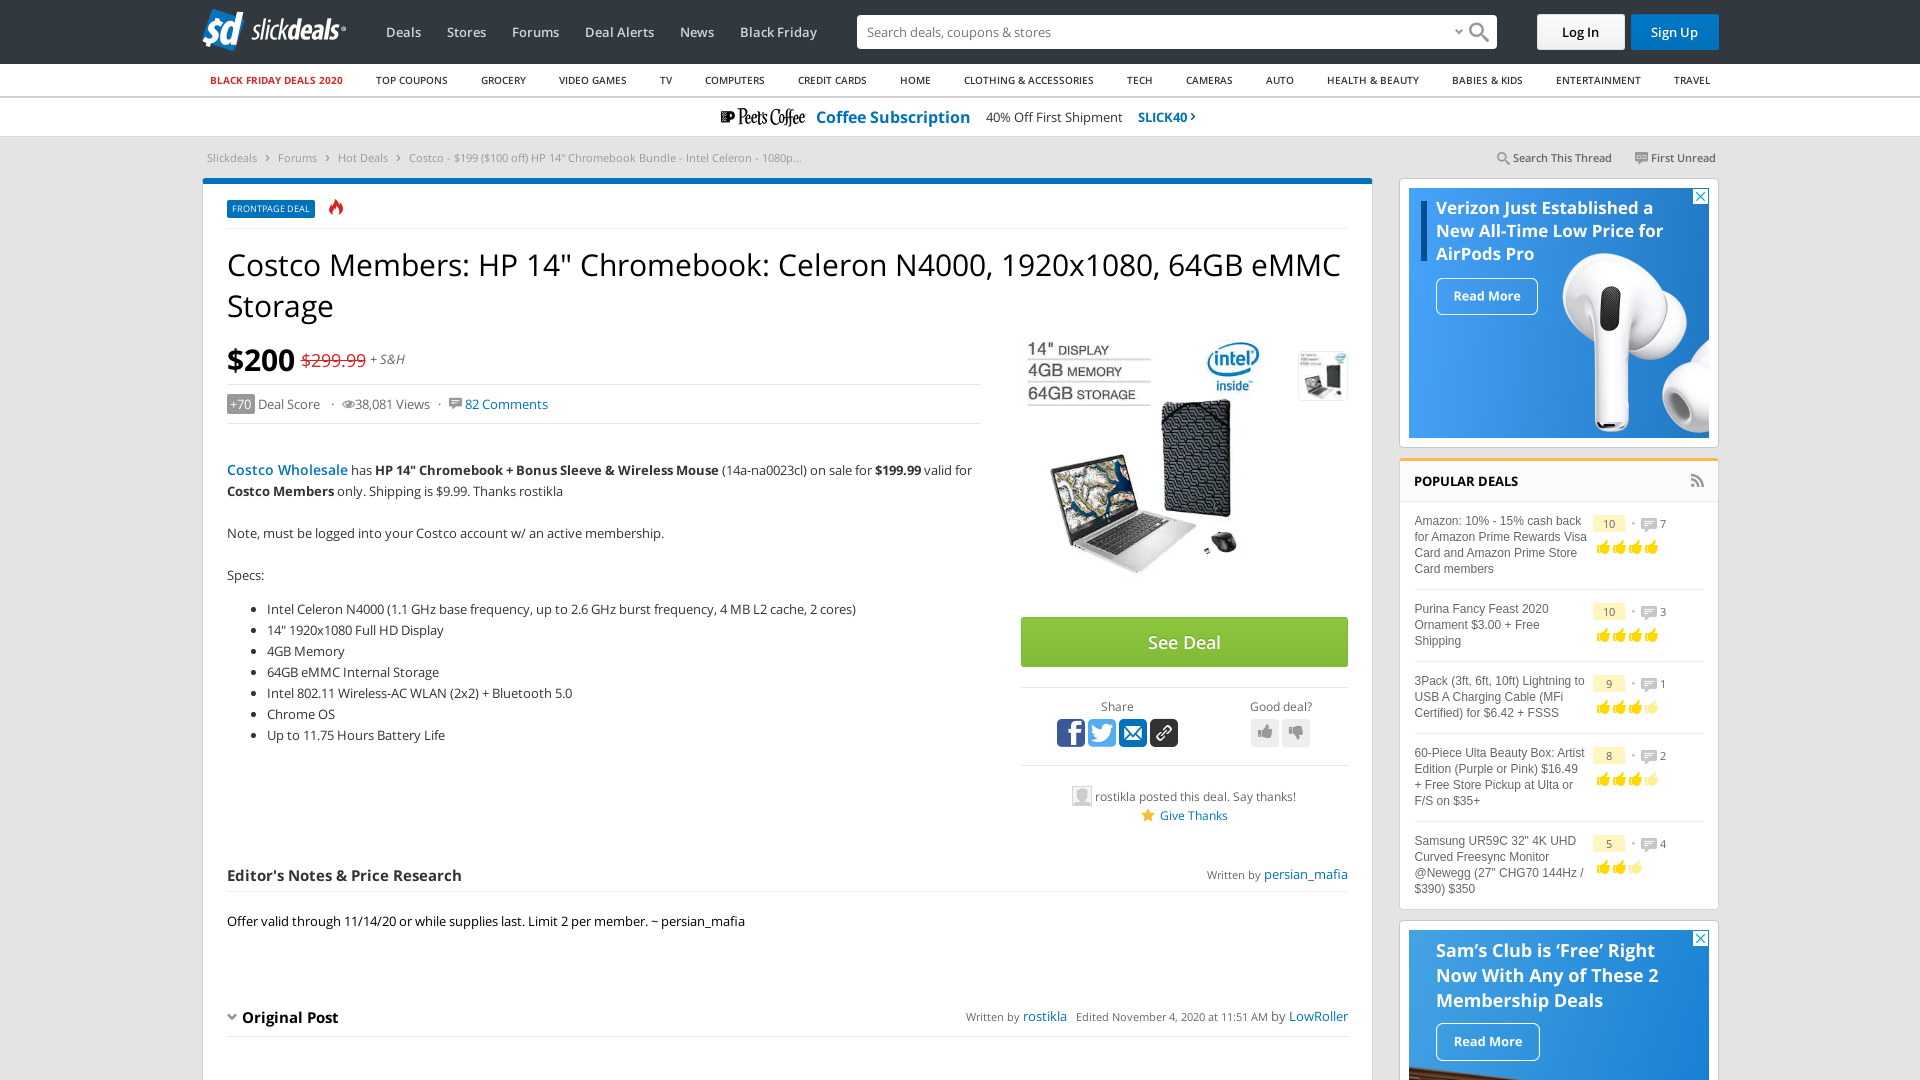 slickdeals
Deals
Stores
Forums
Deal Alerts
News
Black Friday
Search deals, coupons & stores
Log In
Sign Up
BLACK FRIDAY DEALS 2020
TOP COUPONS
GROCERY
VIDEO GAMES
TV
COMPUTERS
CREDIT CARDS
HOME
CLOTHING & ACCESSORIES
TECH
CAMERAS
AUTO
HEALTH & BEAUTY
BABIES & KIDS
ENTERTAINMENT
TRAVEL
Peet's Coffee Coffee Subscription 40% Off First Shipment SLICK40
Slickdeals > Forums > Hot Deals > Costco - $199 ($100 off) HP 14" Chromebook Bundle - Intel Celeron - 1080p...
Search This Thread
First Unread
FRONTPAGE DEAL
Costco Members: HP 14" Chromebook: Celeron N4000, 1920x1080, 64GB eMMC
Storage
$200 $299.99 + S&H
+70 Deal Score · 38,081 Views · 82 Comments
Costco Wholesale has HP 14" Chromebook + Bonus Sleeve & Wireless Mouse (14a-na0023cl) on sale for $199.99 valid for
Costco Members only. Shipping is $9.99. Thanks rostikla
Note, must be logged into your Costco account w/ an active membership.
Specs:
• Intel Celeron N4000 (1.1 GHz base frequency, up to 2.6 GHz burst frequency, 4 MB L2 cache, 2 cores)
• 14" 1920x1080 Full HD Display
• 4GB Memory
• 64GB eMMC Internal Storage
• Intel 802.11 Wireless-AC WLAN (2x2) + Bluetooth 5.0
• Chrome OS
• Up to 11.75 Hours Battery Life
14" DISPLAY
4GB MEMORY
64GB STORAGE
intel
inside™
See Deal
Share
Good deal?
rostikla posted this deal. Say thanks!
Give Thanks
Editor's Notes & Price Research
Written by persian_mafia
Offer valid through 11/14/20 or while supplies last. Limit 2 per member. ~ persian_mafia
Original Post
Written by rostikla Edited November 4, 2020 at 11:51 AM by LowRoller
Verizon Just Established a
New All-Time Low Price for
AirPods Pro
Read More
POPULAR DEALS
Amazon: 10% - 15% cash back
for Amazon Prime Rewards Visa
Card and Amazon Prime Store
Card members
10 • 7
Purina Fancy Feast 2020
Ornament $3.00 + Free
Shipping
10 • 3
3Pack (3ft, 6ft, 10ft) Lightning to
USB A Charging Cable (MFi
Certified) for $6.42 + FSSS
9 • 1
60-Piece Ulta Beauty Box: Artist
Edition (Purple or Pink) $16.49
+ Free Store Pickup at Ulta or
F/S on $35+
8 • 2
Samsung UR59C 32" 4K UHD
Curved Freesync Monitor
@Newegg (27" CHG70 144Hz /
$390) $350
5 • 4
Sam's Club is 'Free' Right
Now With Any of These 2
Membership Deals
Read More